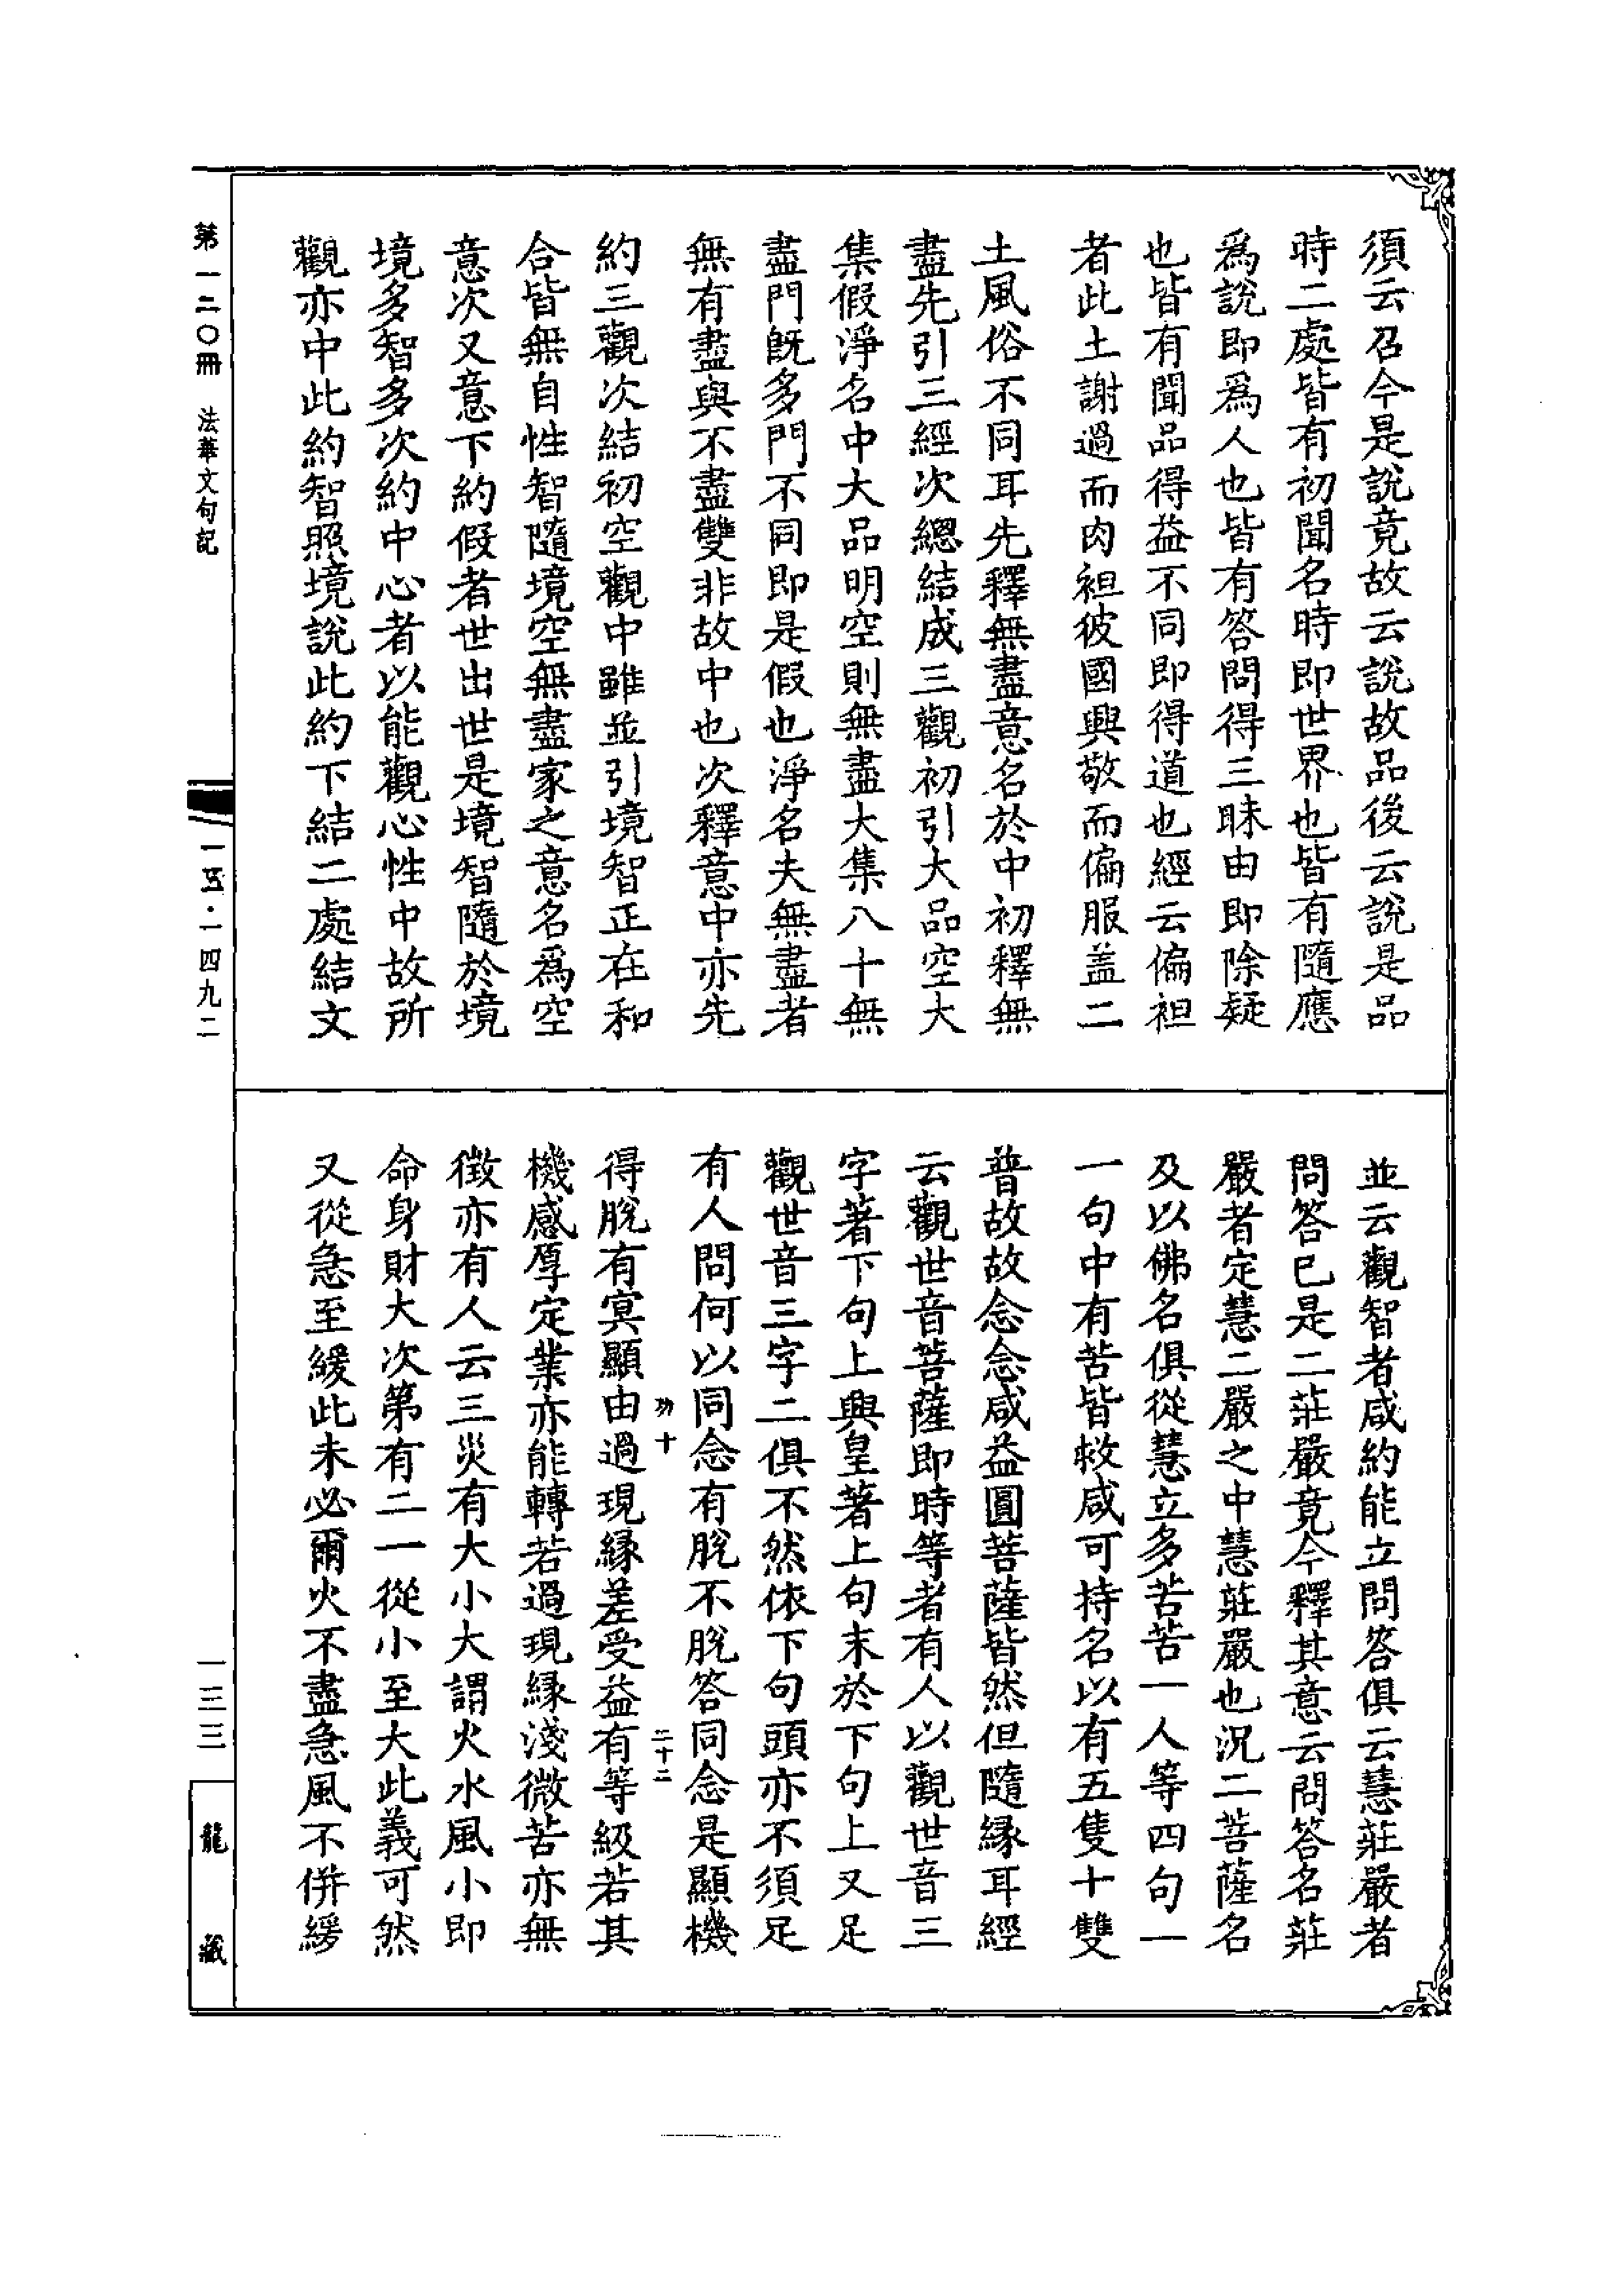 須云召今是說竟故云說故品後云說是品
時二處皆有初聞名時即世界也皆有隨應
爲說即爲人也皆有答問得三昧由即除疑
也皆有聞品得益不同即得道也經云偏袒
者此土謝過而肉袒彼國興敬而偏服盖二
土風俗不同耳先釋無盡意名於中初釋無
盡先引三經次總結成三觀初引大品空大
集假淨名中大品明空則無盡大集八十無
盡門旣多門不同即是假也淨名夫無盡者
無有盡與不盡雙非故中也次釋意中亦先
約三觀次結初空觀中雖並引境智正在和
合皆無自性智隨境空無盡家之意名爲空
意次又意下約假者世出世是境智隨於境
境多智多次約中心者以能觀心性中故所
觀亦中此約智照境說此約下結二處結文
並云觀智者咸約能立問答俱云慧莊嚴者
問答已是二莊嚴竟今釋其意云問答名莊
嚴者定慧二嚴之中慧莊嚴也況二菩薩名
及以佛名俱從慧立多苦苦一人等四句一
一句中有苦皆救咸可持名以有五隻十雙
普故故念念咸益圓菩薩皆然但隨緣耳經
云觀世音菩薩即時等者有人以觀世音三
字著下句上興皇著上句末於下句上又足
觀世音三字二俱不然依下句頭亦不須足
有人問何以同念有脫不脫答同念是顯機
得脫有冥顯由過現緣差受益有等級若其
機感厚定業亦能轉若過現緣淺微苦亦無
徵亦有人云三災有大小大謂火水風小即
命身財大次第有二一從小至大此義可然
又從急至緩此未必爾火不盡急風不併緩
功十
二十二
第一二〇冊　法華文句記
一五·一四九二
一三三
龍藏